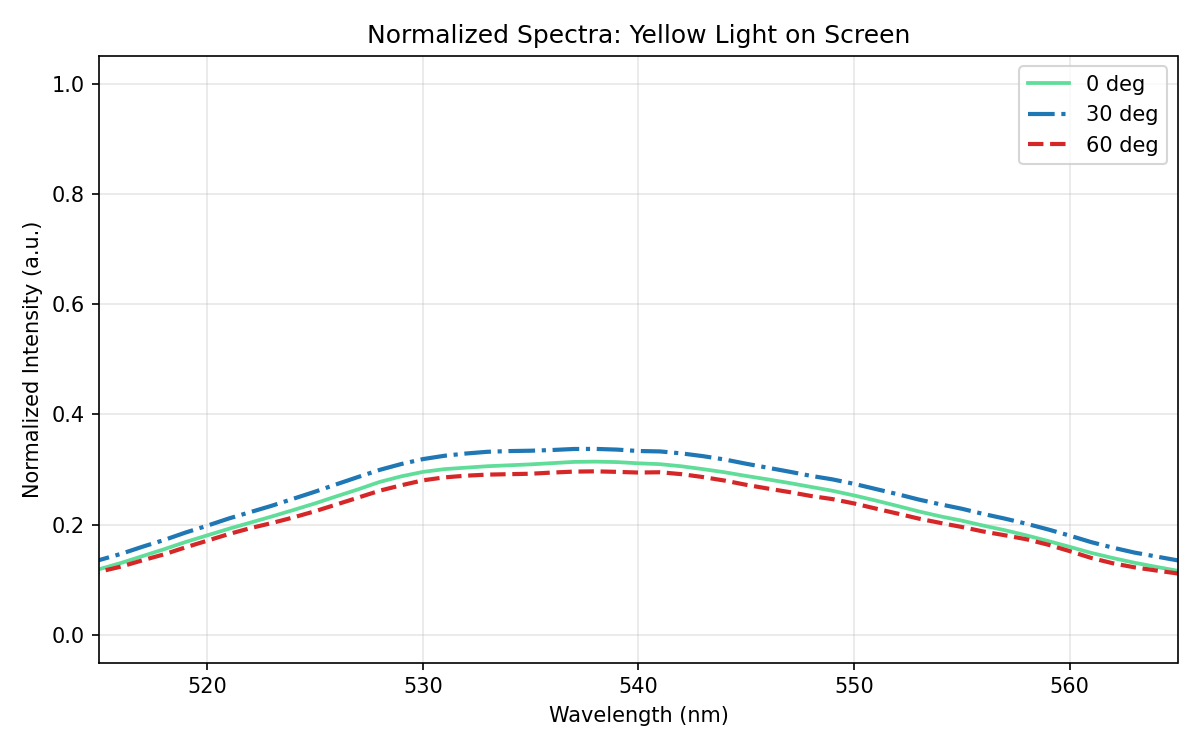 Normalized Spectra: Yellow Light on Screen
1.0
0.8
0.6
0.4
0.2
0.0
Normalized Intensity (a.u.)
0 deg
30 deg
60 deg
520 530 540 550 560
Wavelength (nm)